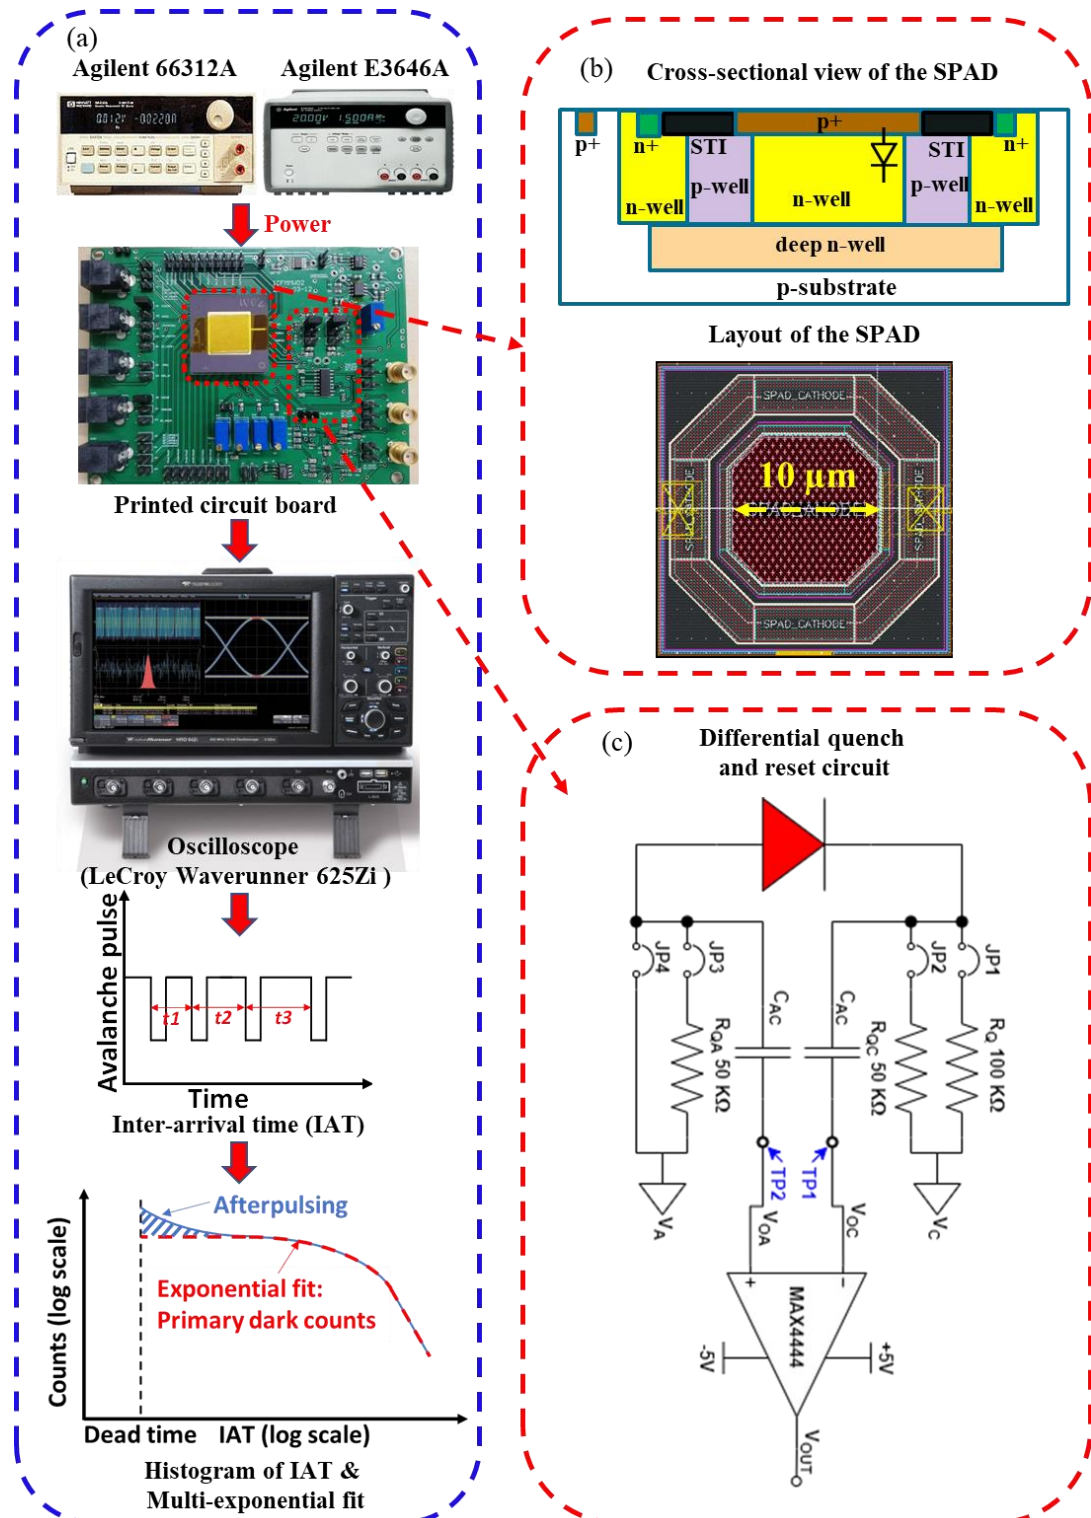 (a)
Agilent 66312A
Agilent E3646A
Power
Printed circuit board
Oscilloscope
(LeCroy Waverunner 625Zi )
Avalanche pulse
t1
t2
t3
Time
Inter-arrival time (IAT)
Counts (log scale)
Afterpulsing
Exponential fit:
Primary dark counts
Dead time
IAT (log scale)
Histogram of IAT &
Multi-exponential fit
(b)
Cross-sectional view of the SPAD
p+
p+
n+
STI
STI
n+
p-well
p-well
n-well
n-well
n-well
deep n-well
p-substrate
Layout of the SPAD
SPAD_CATHODE
SPAD_CATHODE
10 µm
SPAD_ANODE
SPAD_CATHODE
SPAD_CATHODE
(c)
Differential quench
and reset circuit
JP4
JP3
JP2
JP1
CAC
CAC
RQA 50 KΩ
RQC 50 KΩ
RQ 100 KΩ
TP2
TP1
VA
VOA
VOC
VC
+
-
MAX4444
-5V
+5V
VOUT